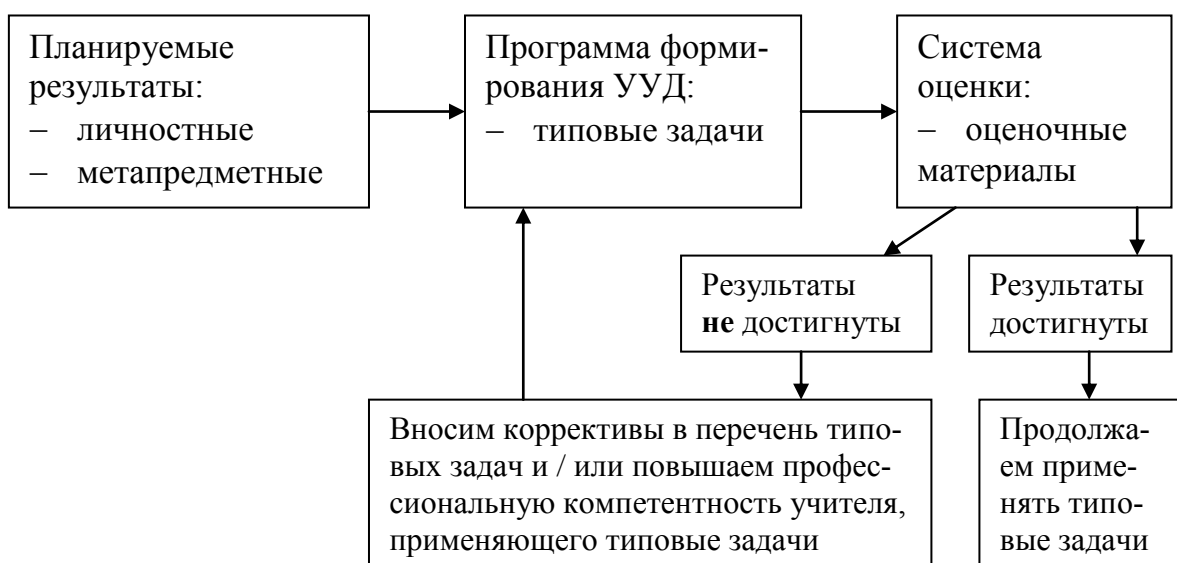 Планируемые
результаты:
– личностные
– метапредметные
Программа форми-
рования УУД:
– типовые задачи
Система
оценки:
– оценочные
материалы
Результаты
не достигнуты
Результаты
достигнуты
Вносим коррективы в перечень типо-
вых задач и / или повышаем профес-
сиональную компетентность учителя,
применяющего типовые задачи
Продолжа-
ем приме-
нять типо-
вые задачи